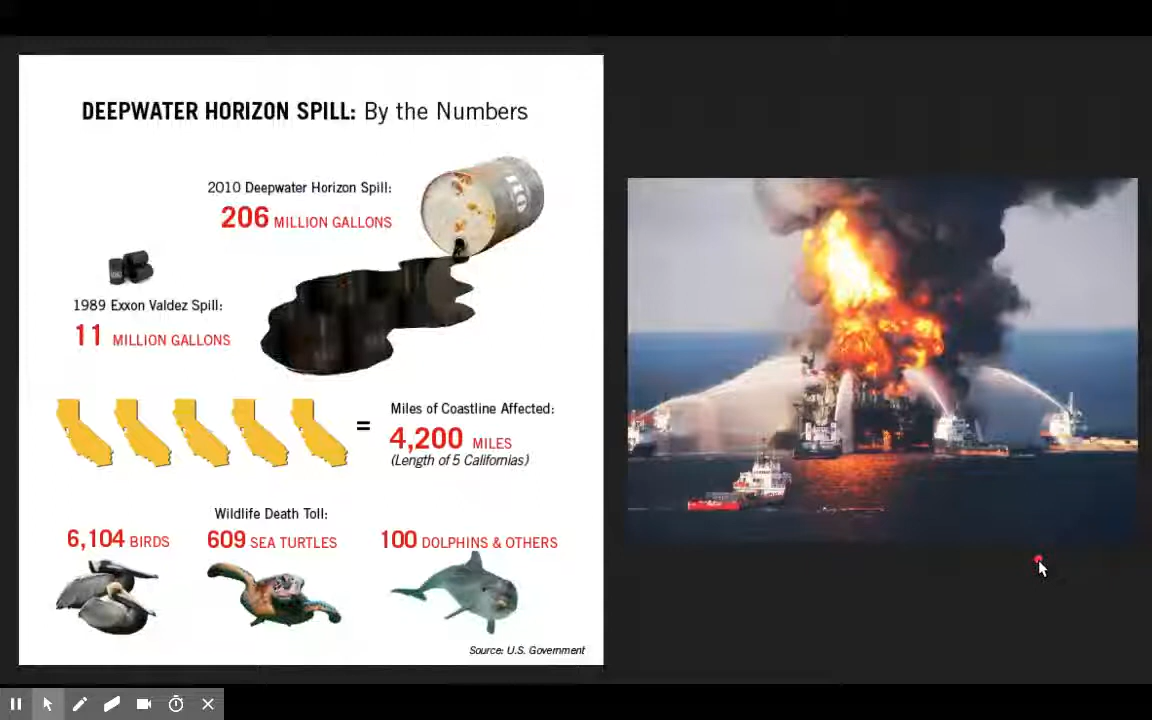 DEEPWATER HORIZON SPILL: By the Numbers
2010 Deepwater Horizon Spill:
206 MILLION GALLONS
OIL
1989 Exxon Valdez Spill:
11 MILLION GALLONS
=
Miles of Coastline Affected:
4,200 MILES
(Length of 5 Californias)
Wildlife Death Toll:
6,104 BIRDS
609 SEA TURTLES
100 DOLPHINS & OTHERS
Source: U.S. Government